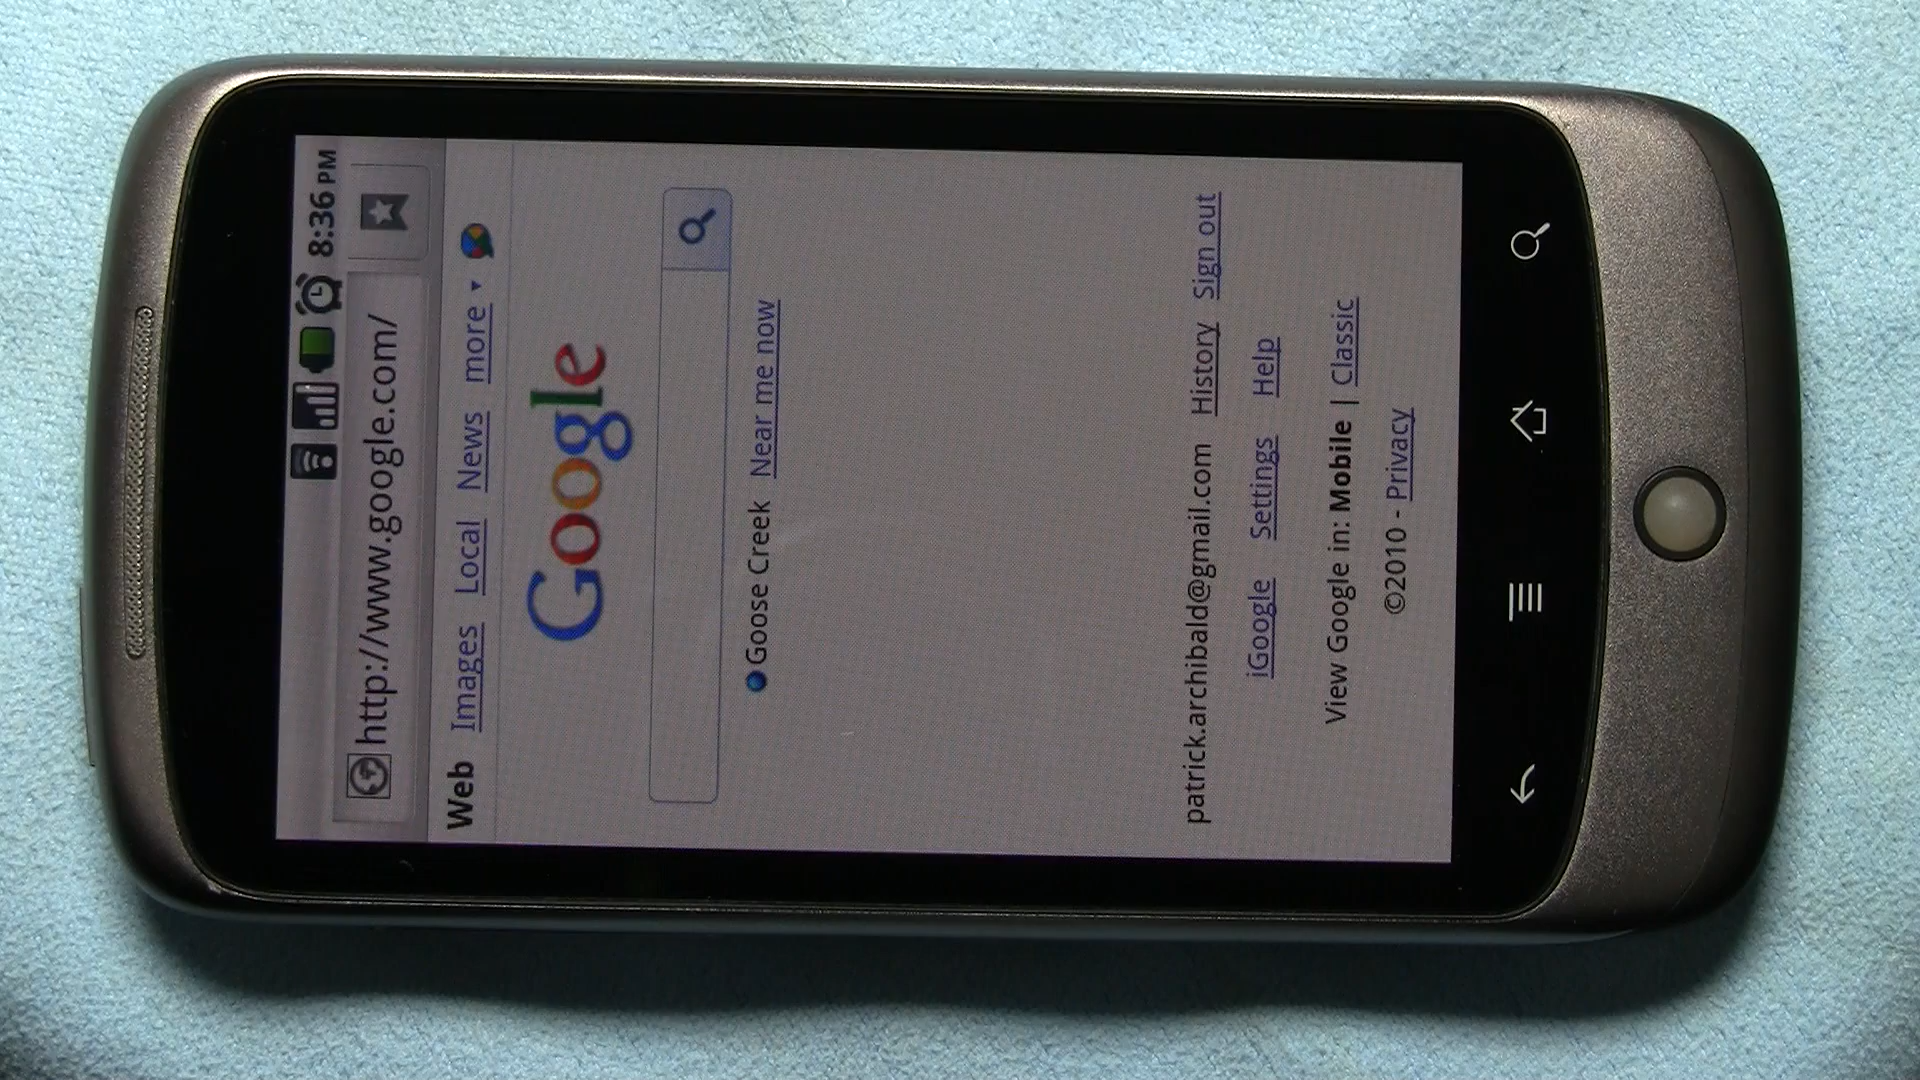 8:36 PM
http://www.google.com/
Web Images Local News more ▾
Google
Goose Creek Near me now
patrick.archibald@gmail.com History Sign out
iGoogle Settings Help
View Google in: Mobile | Classic
©2010 - Privacy